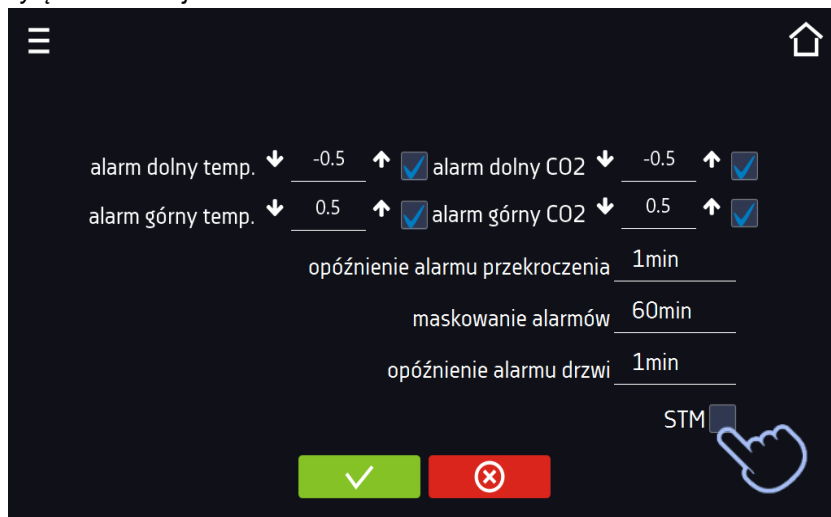 alarm dolny temp. -0.5 alarm dolny CO2 -0.5
alarm górny temp. 0.5 alarm górny CO2 0.5
opóźnienie alarmu przekroczenia 1min
maskowanie alarmów 60min
opóźnienie alarmu drzwi 1min
STM